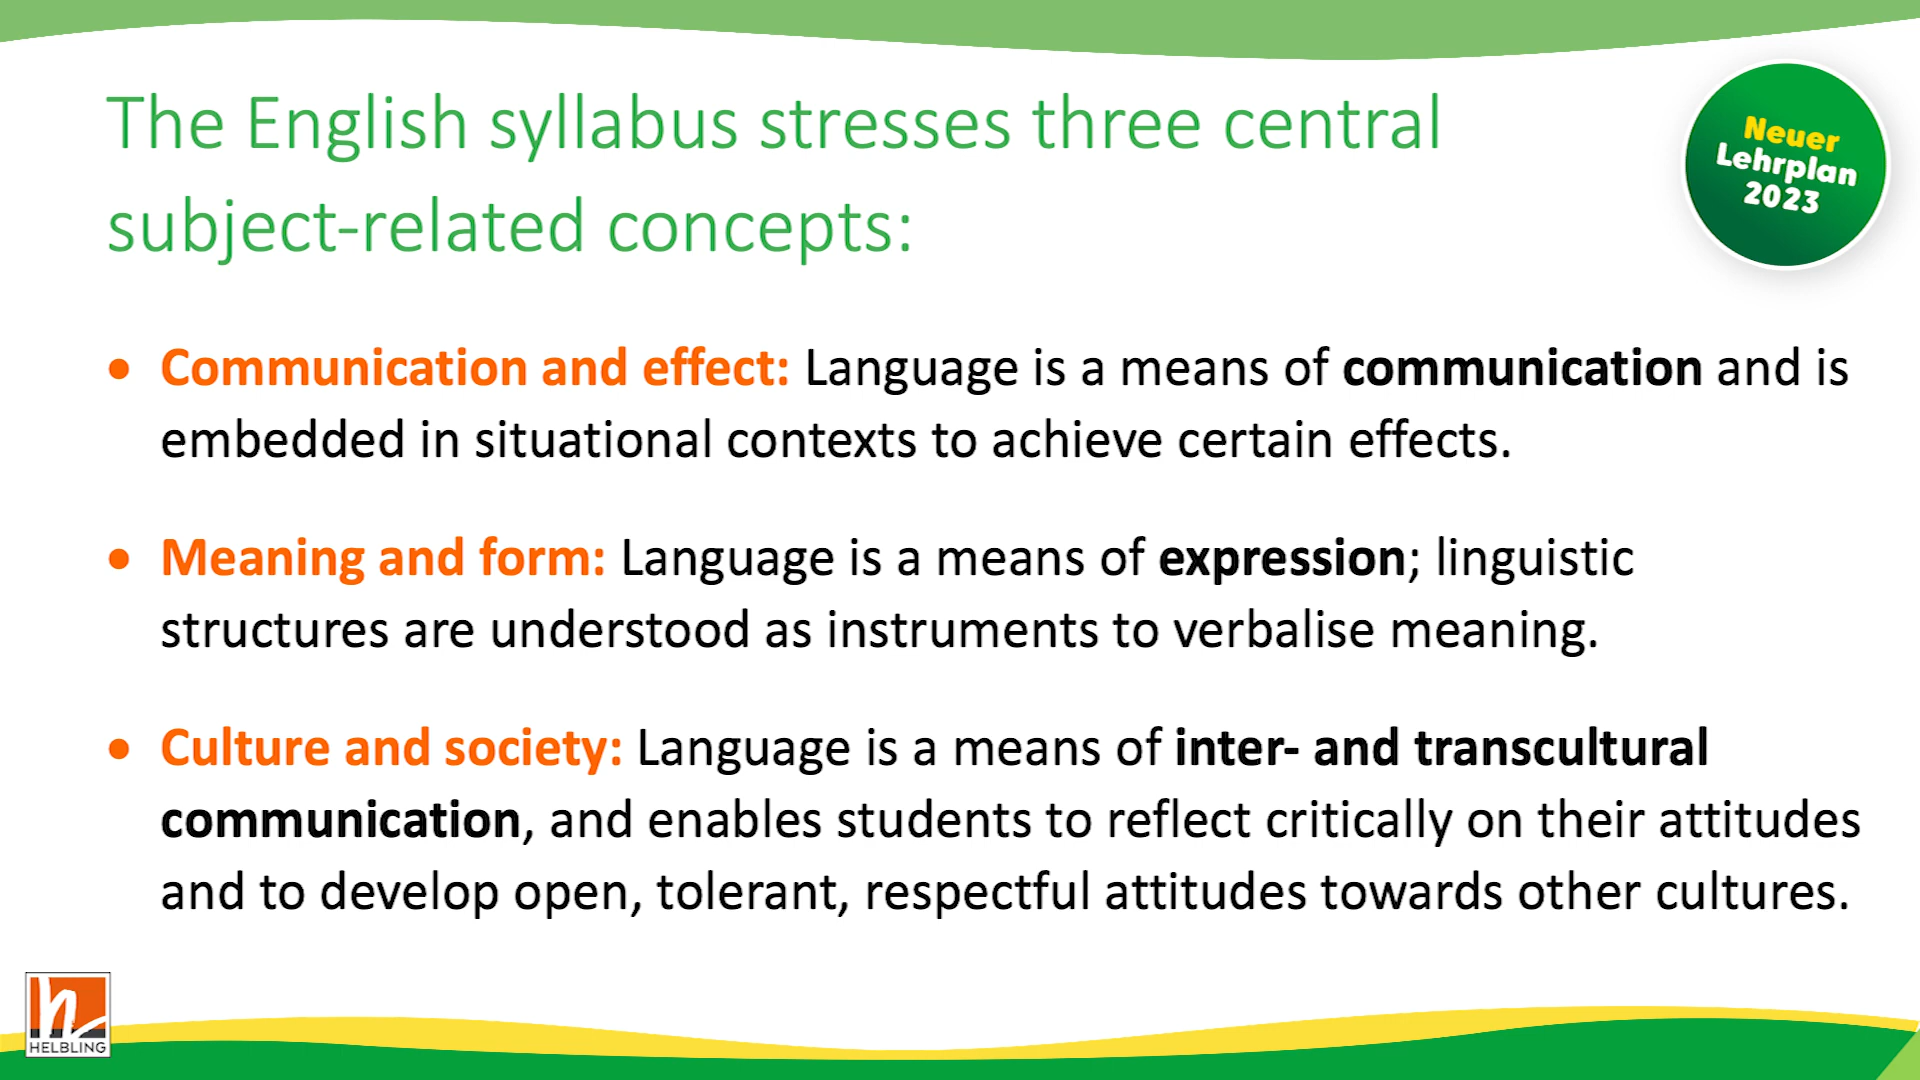 The English syllabus stresses three central
subject-related concepts:
Neuer
Lehrplan
2023
• Communication and effect: Language is a means of communication and is
embedded in situational contexts to achieve certain effects.
• Meaning and form: Language is a means of expression; linguistic
structures are understood as instruments to verbalise meaning.
• Culture and society: Language is a means of inter- and transcultural
communication, and enables students to reflect critically on their attitudes
and to develop open, tolerant, respectful attitudes towards other cultures.
h
HELBLING